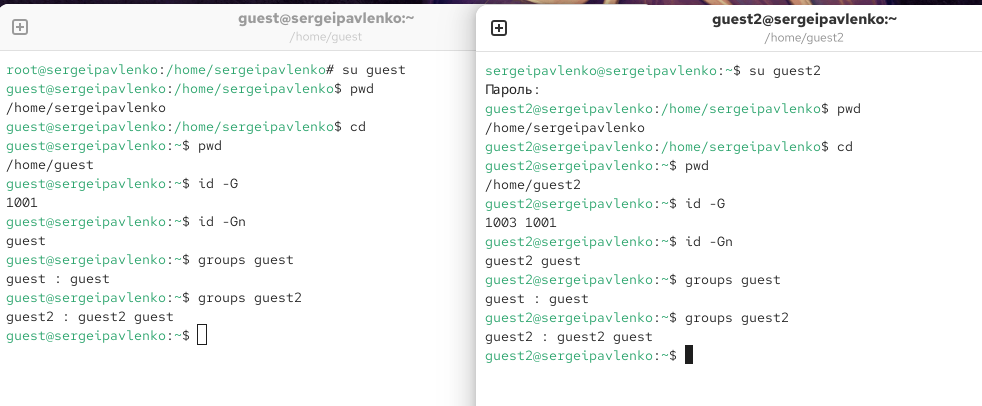 guest@sergeipavlenko:~
/home/guest
root@sergeipavlenko:/home/sergeipavlenko# su guest
guest@sergeipavlenko:/home/sergeipavlenko$ pwd
/home/sergeipavlenko
guest@sergeipavlenko:/home/sergeipavlenko$ cd
guest@sergeipavlenko:~$ pwd
/home/guest
guest@sergeipavlenko:~$ id -G
1001
guest@sergeipavlenko:~$ id -Gn
guest
guest@sergeipavlenko:~$ groups guest
guest : guest
guest@sergeipavlenko:~$ groups guest2
guest2 : guest2 guest
guest@sergeipavlenko:~$
guest2@sergeipavlenko:~
/home/guest2
sergeipavlenko@sergeipavlenko:~$ su guest2
Пароль:
guest2@sergeipavlenko:/home/sergeipavlenko$ pwd
/home/sergeipavlenko
guest2@sergeipavlenko:/home/sergeipavlenko$ cd
guest2@sergeipavlenko:~$ pwd
/home/guest2
guest2@sergeipavlenko:~$ id -G
1003 1001
guest2@sergeipavlenko:~$ id -Gn
guest2 guest
guest2@sergeipavlenko:~$ groups guest
guest : guest
guest2@sergeipavlenko:~$ groups guest2
guest2 : guest2 guest
guest2@sergeipavlenko:~$